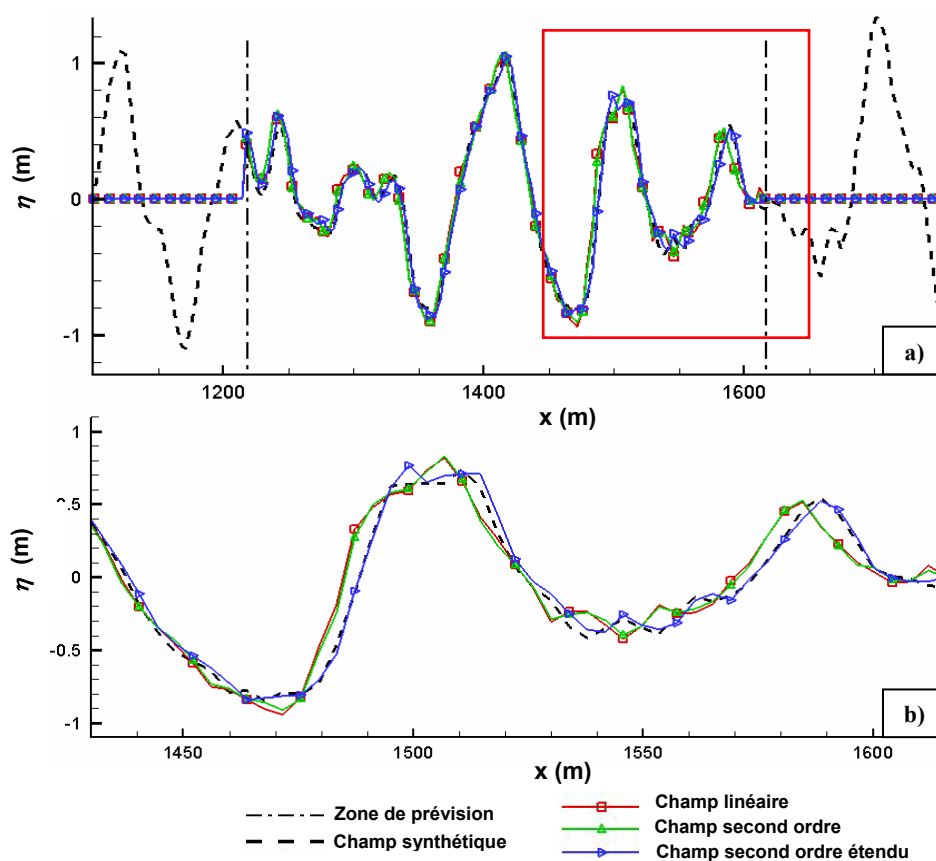 η (m)
1
0
-1
1200
1400
1600
x (m)
a)
1
.5
0
-0.5
-1
η (m)
1450
1500
1550
1600
x (m)
b)
Zone de prévision
Champ synthétique
Champ linéaire
Champ second ordre
Champ second ordre étendu